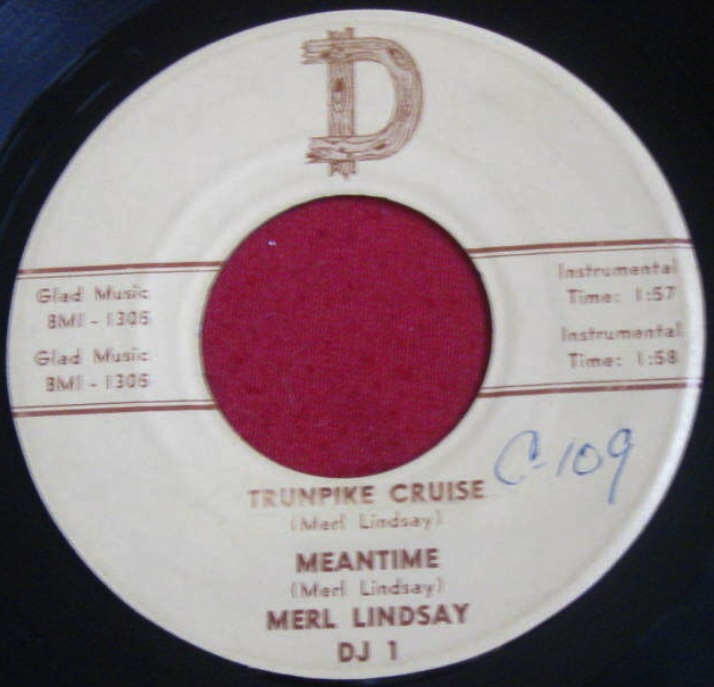 D
Glad Music
BMI - 1305
Glad Music
BMI - 1305
Instrumental
Time: 1:57
Instrumental
Time: 1:58
C-109
TRUNPIKE CRUISE
(Merl Lindsay)
MEANTIME
(Merl Lindsay)
MERL LINDSAY
DJ 1